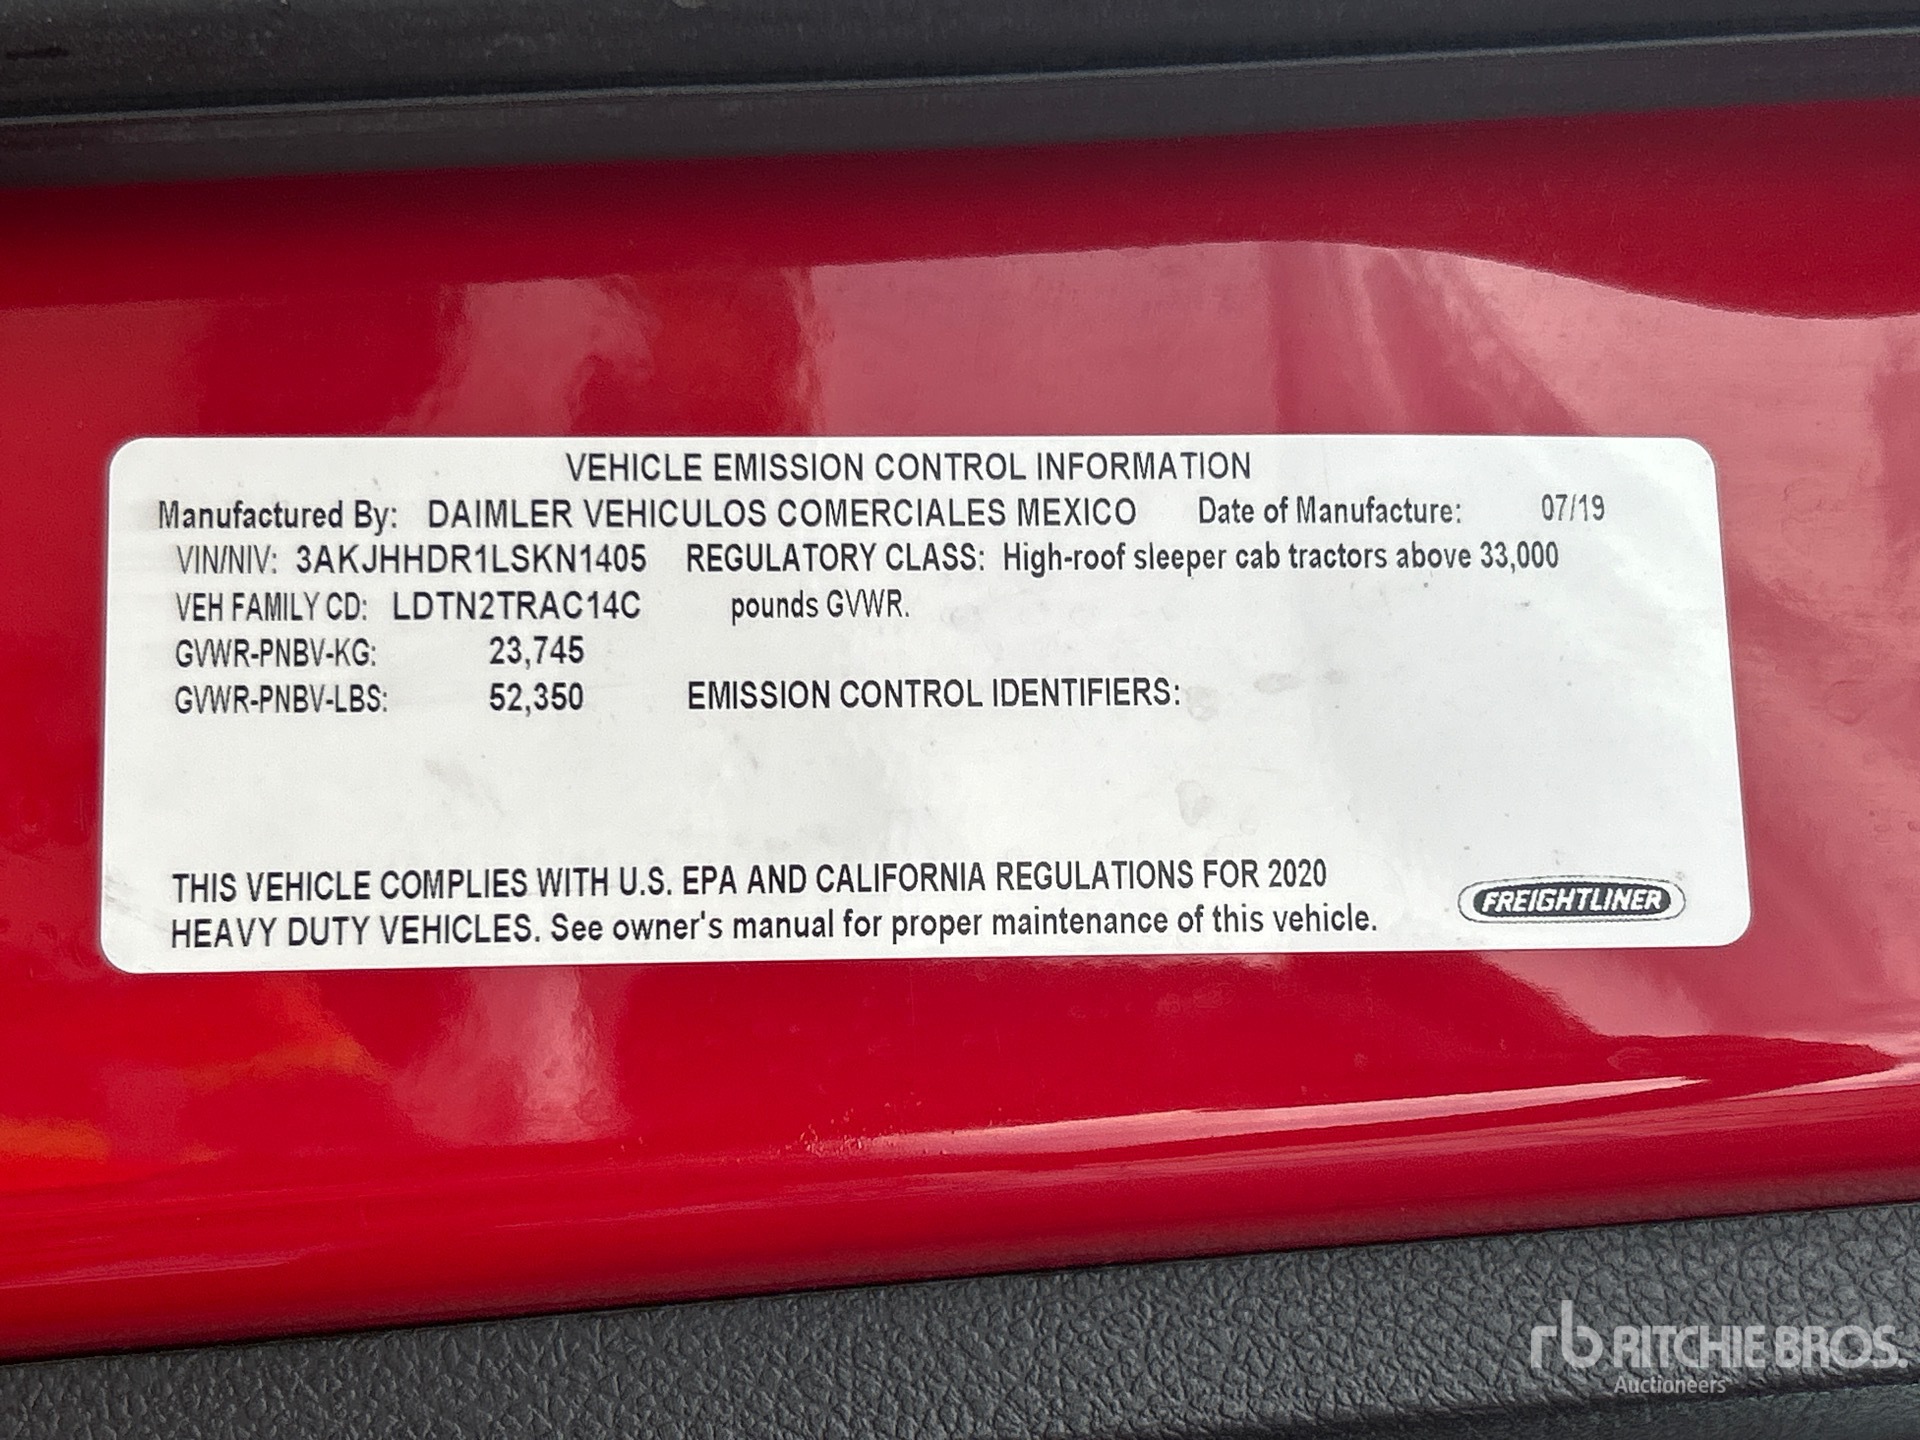 VEHICLE EMISSION CONTROL INFORMATION
Manufactured By: DAIMLER VEHICULOS COMERCIALES MEXICO Date of Manufacture: 07/19
VIN/NIV: 3AKJHHDR1LSKN1405 REGULATORY CLASS: High-roof sleeper cab tractors above 33,000
VEH FAMILY CD: LDTN2TRAC14C pounds GVWR.
GVWR-PNBV-KG: 23,745
GVWR-PNBV-LBS: 52,350 EMISSION CONTROL IDENTIFIERS:
THIS VEHICLE COMPLIES WITH U.S. EPA AND CALIFORNIA REGULATIONS FOR 2020
HEAVY DUTY VEHICLES. See owner's manual for proper maintenance of this vehicle.
FREIGHTLINER
rb RITCHIE BROS.
Auctioneers